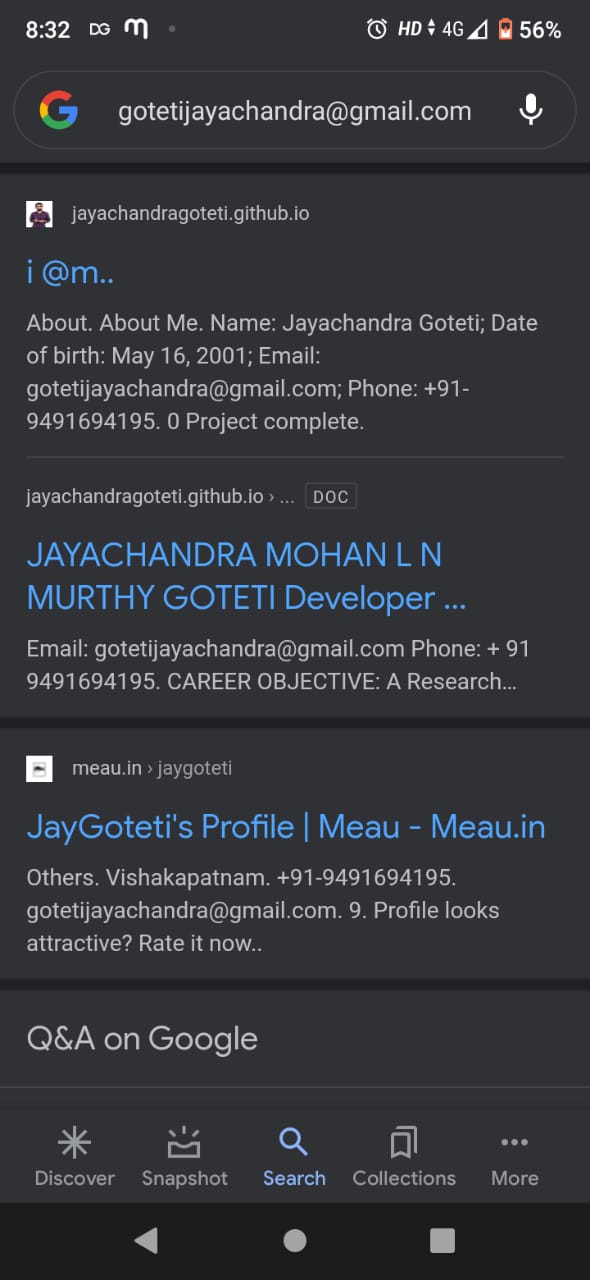 8:32 DG m HD 4G 56%
gotetijayachandra@gmail.com
jayachandragoteti.github.io
i @m..
About. About Me. Name: Jayachandra Goteti; Date
of birth: May 16, 2001; Email:
gotetijayachandra@gmail.com; Phone: +91-
9491694195. 0 Project complete.
jayachandragoteti.github.io › ... DOC
JAYACHANDRA MOHAN L N
MURTHY GOTETI Developer ...
Email: gotetijayachandra@gmail.com Phone: + 91
9491694195. CAREER OBJECTIVE: A Research...
meau.in › jaygoteti
JayGoteti's Profile | Meau - Meau.in
Others. Vishakapatnam. +91-9491694195.
gotetijayachandra@gmail.com. 9. Profile looks
attractive? Rate it now..
Q&A on Google
Discover Snapshot Search Collections More